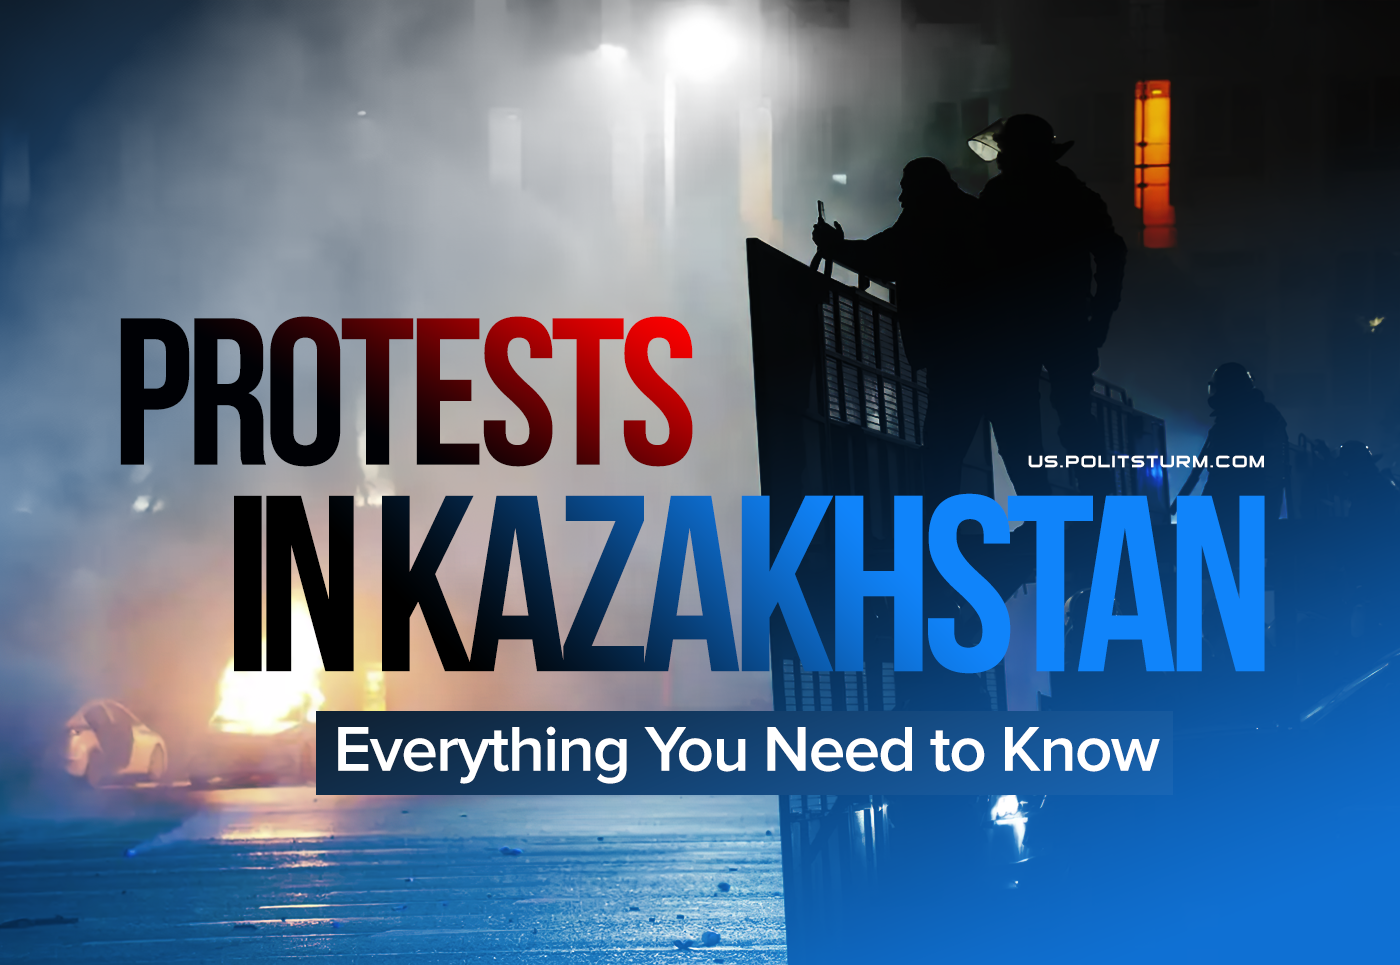 PROTESTS
US.POLITSTURM.COM
IN KAZAKHSTAN
Everything You Need to Know